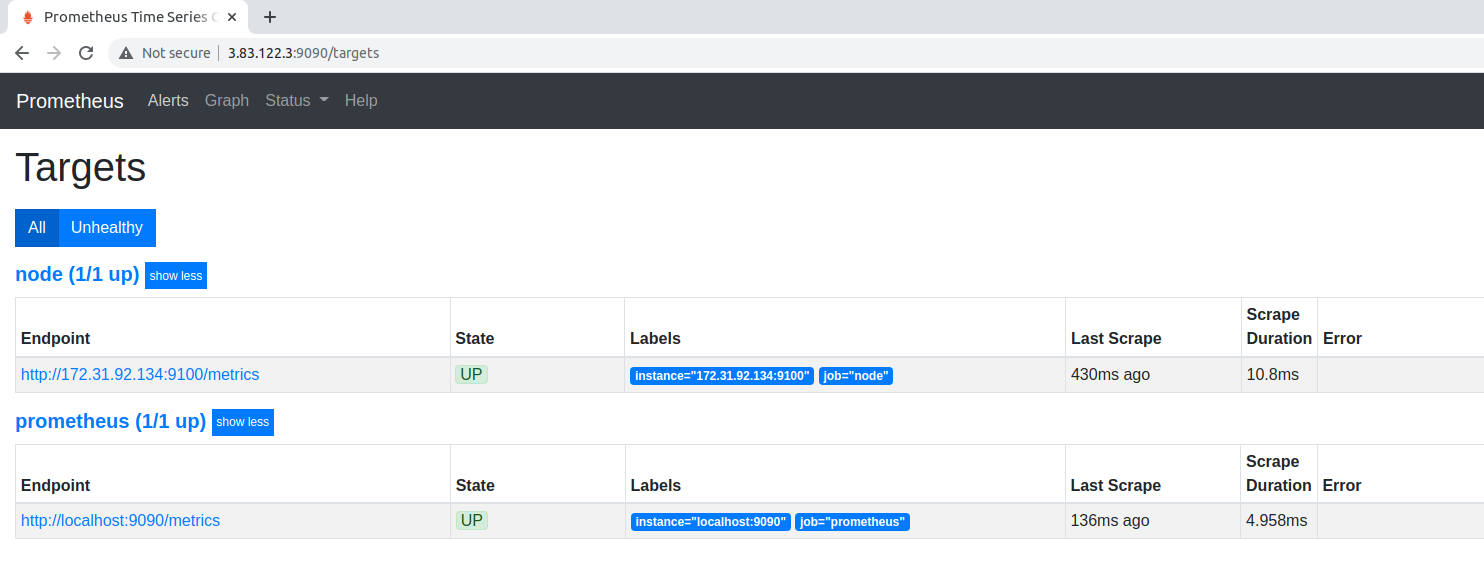 Prometheus Time Series C
Not secure 3.83.122.3:9090/targets
Prometheus Alerts Graph Status Help
Targets
All Unhealthy
node (1/1 up) show less
Endpoint State Labels Last Scrape Scrape Duration Error
http://172.31.92.134:9100/metrics UP instance="172.31.92.134:9100" job="node" 430ms ago 10.8ms
prometheus (1/1 up) show less
Endpoint State Labels Last Scrape Scrape Duration Error
http://localhost:9090/metrics UP instance="localhost:9090" job="prometheus" 136ms ago 4.958ms